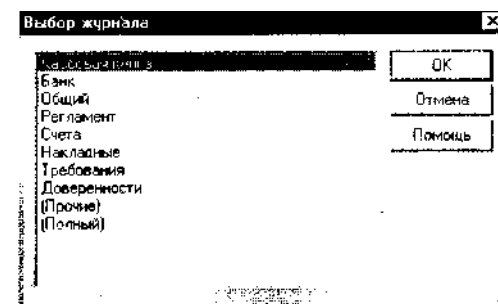 Выбор журнала
Банк
Общий
Регламент
Счета
Накладные
Требования
Доверенности
(Прочие)
(Полный)
OK
Отмена
Помощь